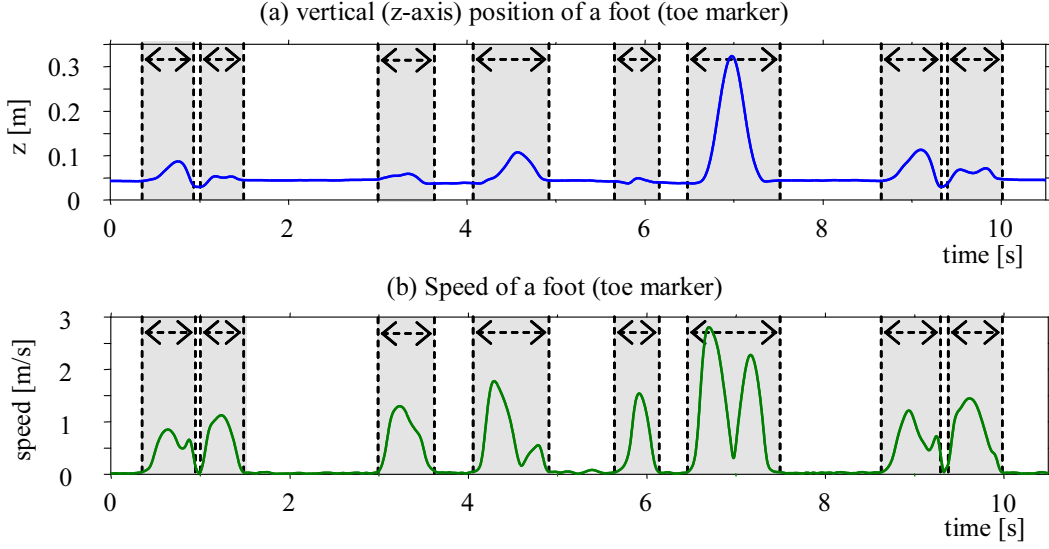 (a) vertical (z-axis) position of a foot (toe marker)
z [m]
0.3
0.2
0.1
0
0 2 4 6 8 10
time [s]
(b) Speed of a foot (toe marker)
speed [m/s]
3
2
1
0
0 2 4 6 8 10
time [s]